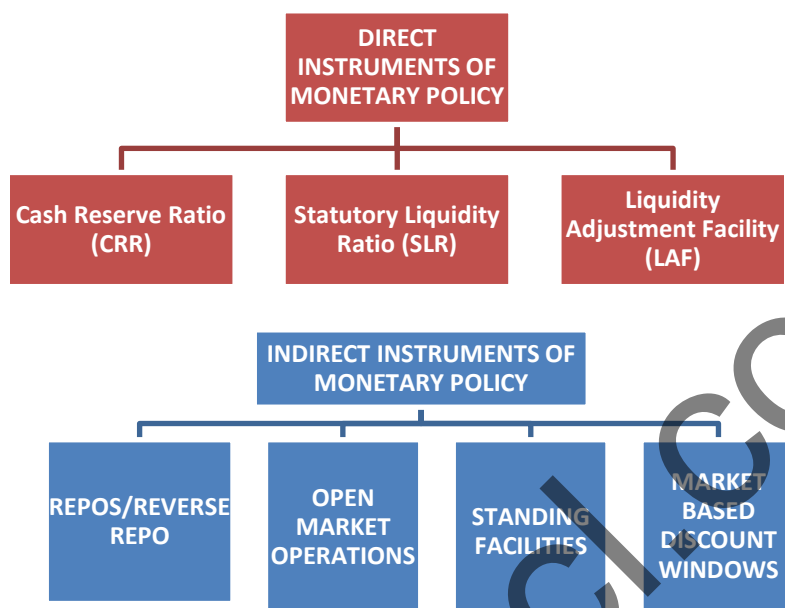 DIRECT
INSTRUMENTS OF
MONETARY POLICY
Cash Reserve Ratio
(CRR)
Statutory Liquidity
Ratio (SLR)
Liquidity
Adjustment Facility
(LAF)
INDIRECT INSTRUMENTS OF
MONETARY POLICY
REPOS/REVERSE
REPO
OPEN
MARKET
OPERATIONS
STANDING
FACILITIES
MARKET
BASED
DISCOUNT
WINDOWS